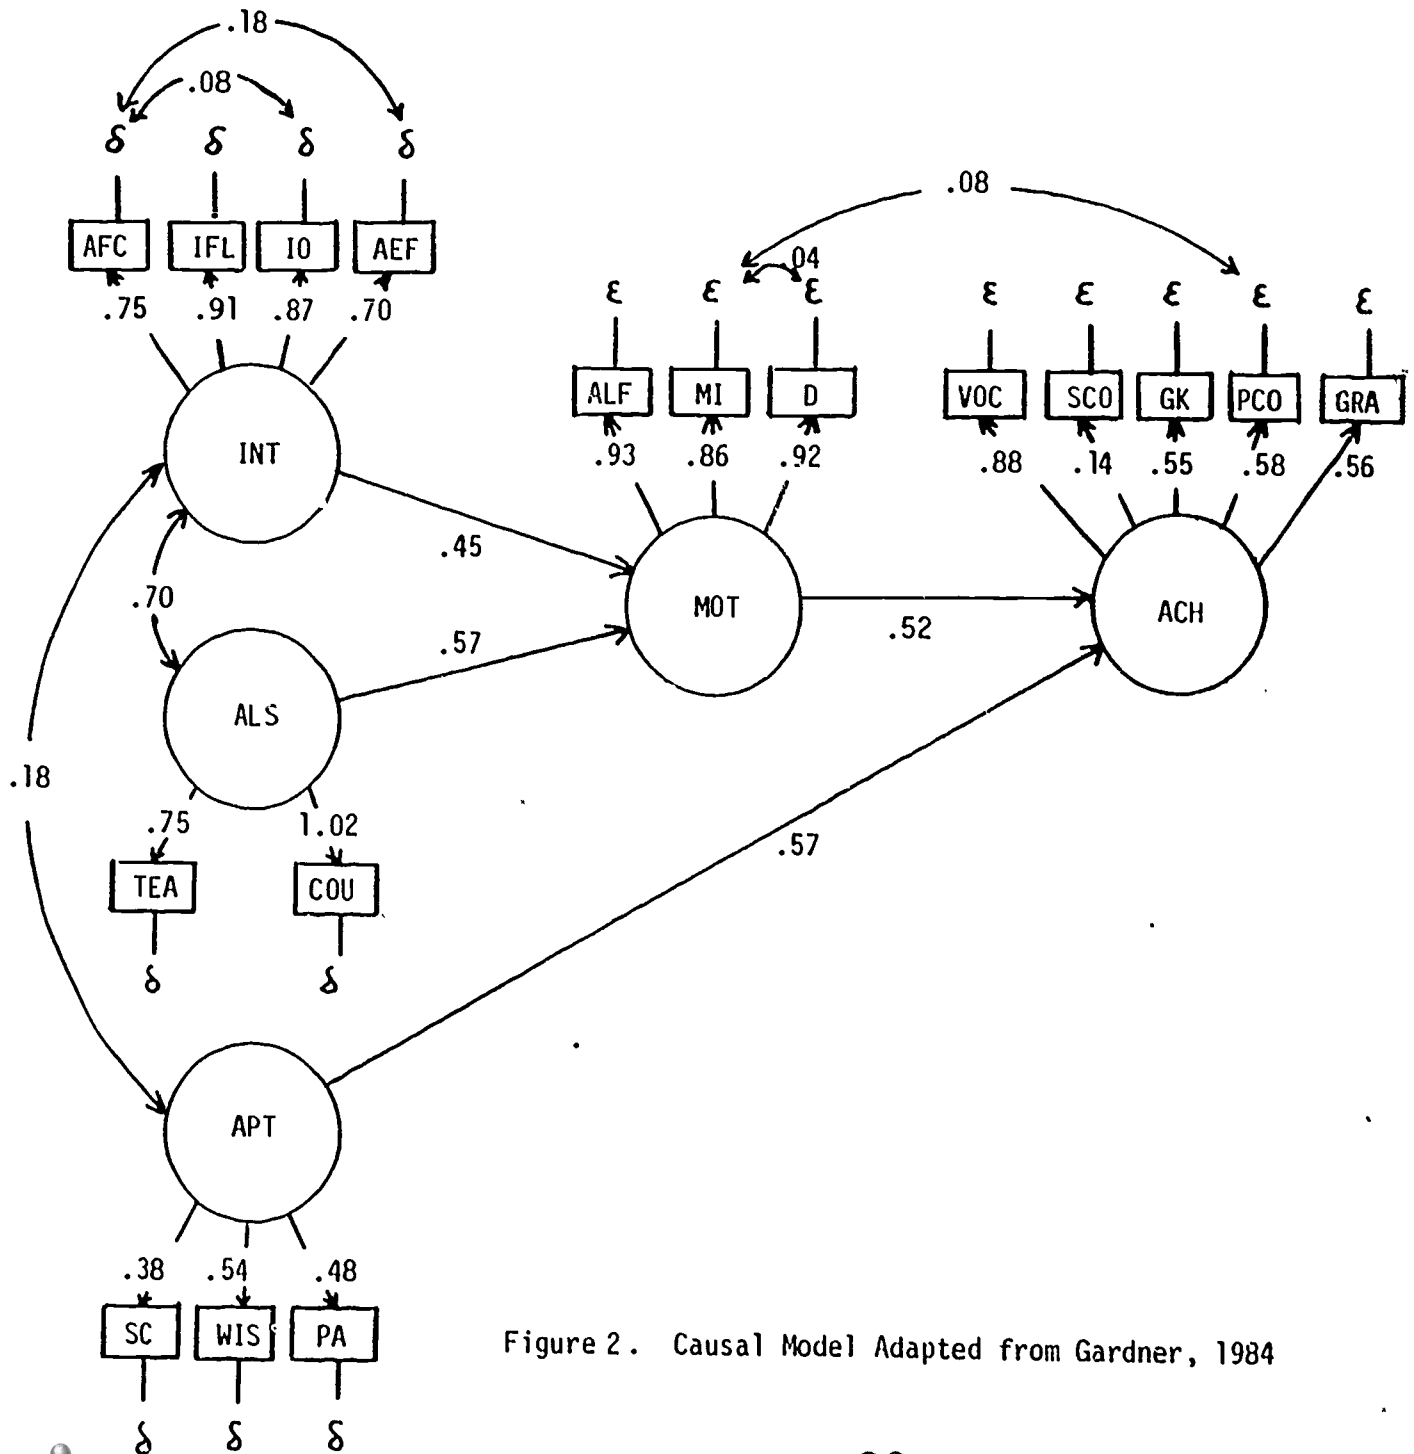 .18
.08
δ δ δ δ
.08
.04
AFC IFL IO AEF
ε ε ε ε ε ε ε ε
.75 .91 .87 .70
ALF MI D VOC SCO GK PCO GRA
INT
.93 .86 .92 .88 .14 .55 .58 .56
.45
.70
MOT ACH
.52
.57
ALS
.18
.75 1.02
.57
TEA COU
δ δ
APT
.38 .54 .48
SC WIS PA
Figure 2. Causal Model Adapted from Gardner, 1984
δ δ δ